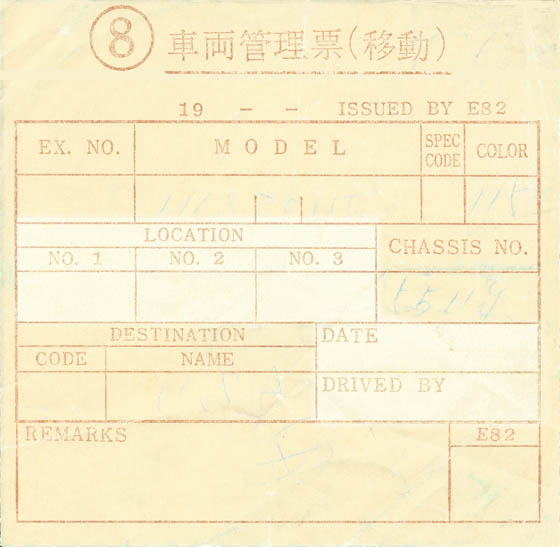 ⑧ 車両管理票(移動)
19 - - ISSUED BY E82
EX. NO. MODEL SPEC CODE COLOR
LOCATION
CHASSIS NO.
NO. 1 NO. 2 NO. 3
DESTINATION
DATE
CODE NAME
DRIVED BY
REMARKS E82